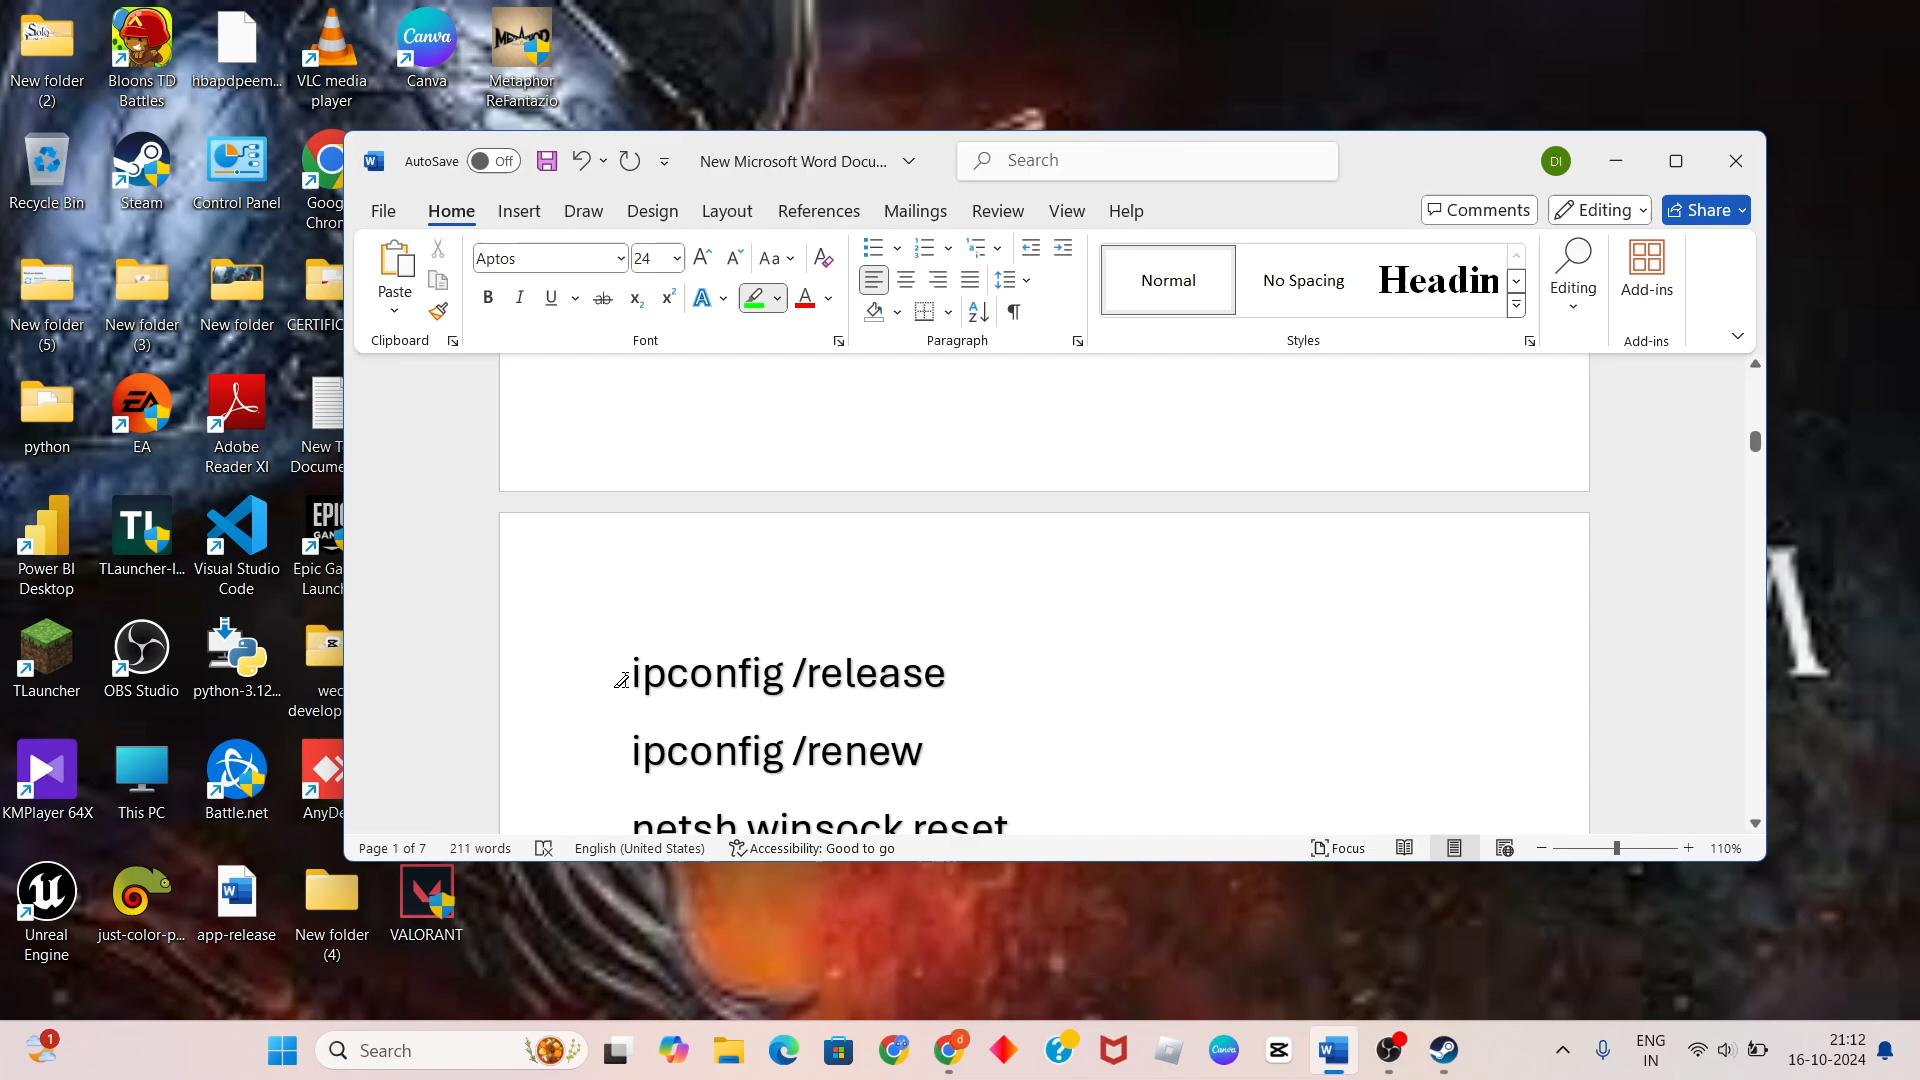 New folder (2)
Bloons TD Battles
hbapdpeem...
VLC media player
Canva
Metaphor ReFantazio
Recycle Bin
Steam
Control Panel
New folder (5)
New folder (3)
New folder
CERTIFIC
python
EA
Adobe Reader XI
Power BI Desktop
TLauncher-I...
Visual Studio Code
TLauncher
OBS Studio
python-3.12...
KMPlayer 64X
This PC
Battle.net
Unreal Engine
just-color-p...
app-release
New folder (4)
VALORANT
AutoSave
Off
New Microsoft Word Docu...
Search
DI
File
Home
Insert
Draw
Design
Layout
References
Mailings
Review
View
Help
Comments
Editing
Share
Paste
Aptos
24
Aa
Clipboard
Font
Paragraph
Normal
No Spacing
Headin
Styles
Editing
Add-ins
Add-ins
ipconfig /release
ipconfig /renew
netsh winsock reset
Page 1 of 7
211 words
English (United States)
Accessibility: Good to go
Focus
110%
1
Search
ENG
IN
21:12
16-10-2024